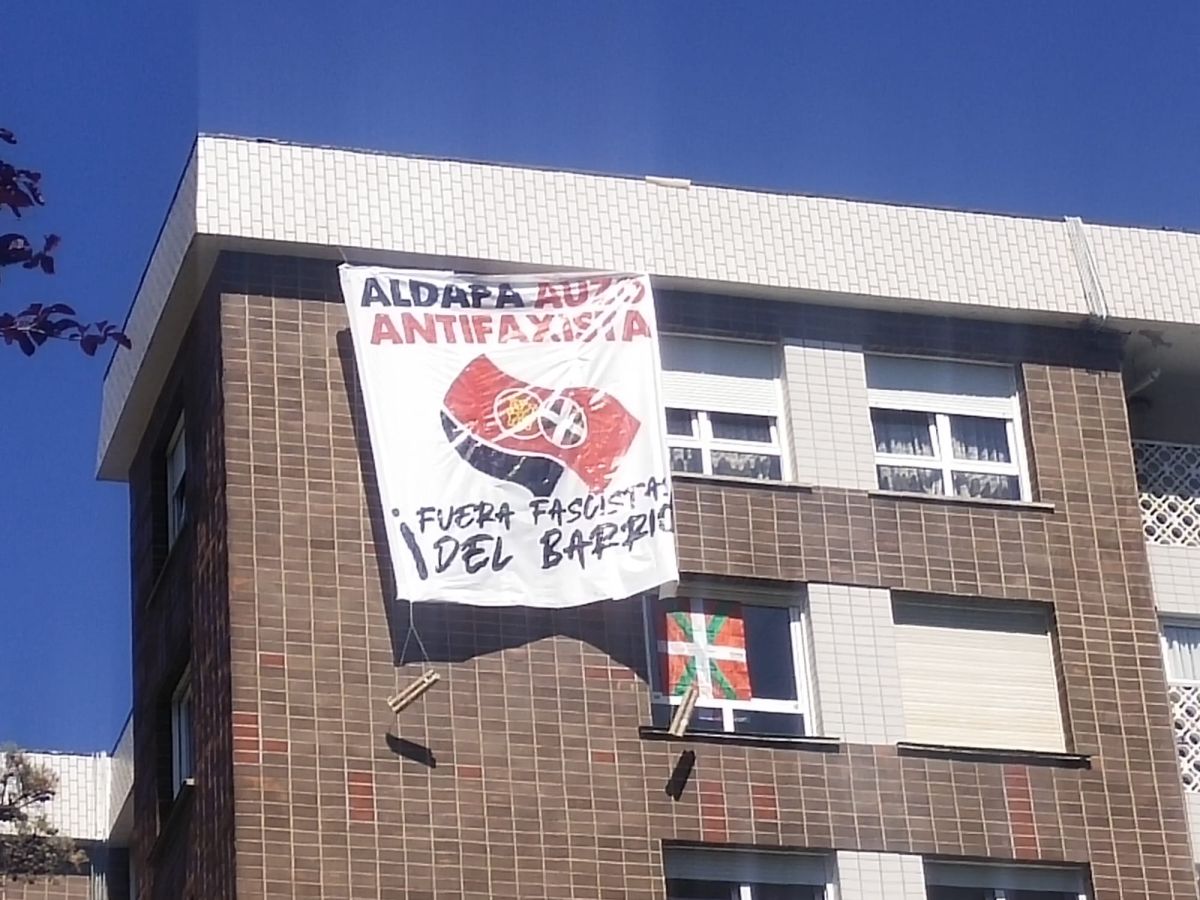 ALDAPA AUZO
ANTIFAXISTA
¡FUERA FASCISTAS
DEL BARRIO